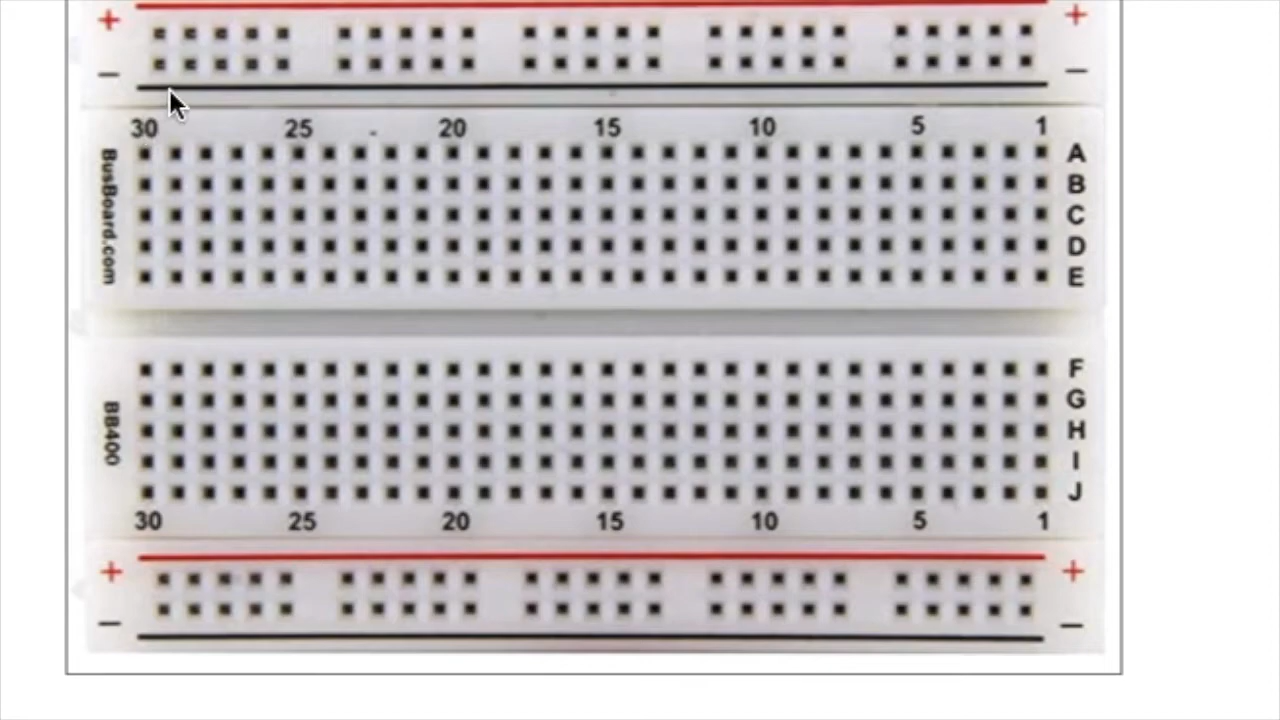 + +
— —
30 25 20 15 10 5 1
BusBoard.com
A
B
C
D
E
F
G
H
I
J
BB400
30 25 20 15 10 5 1
+ +
— —